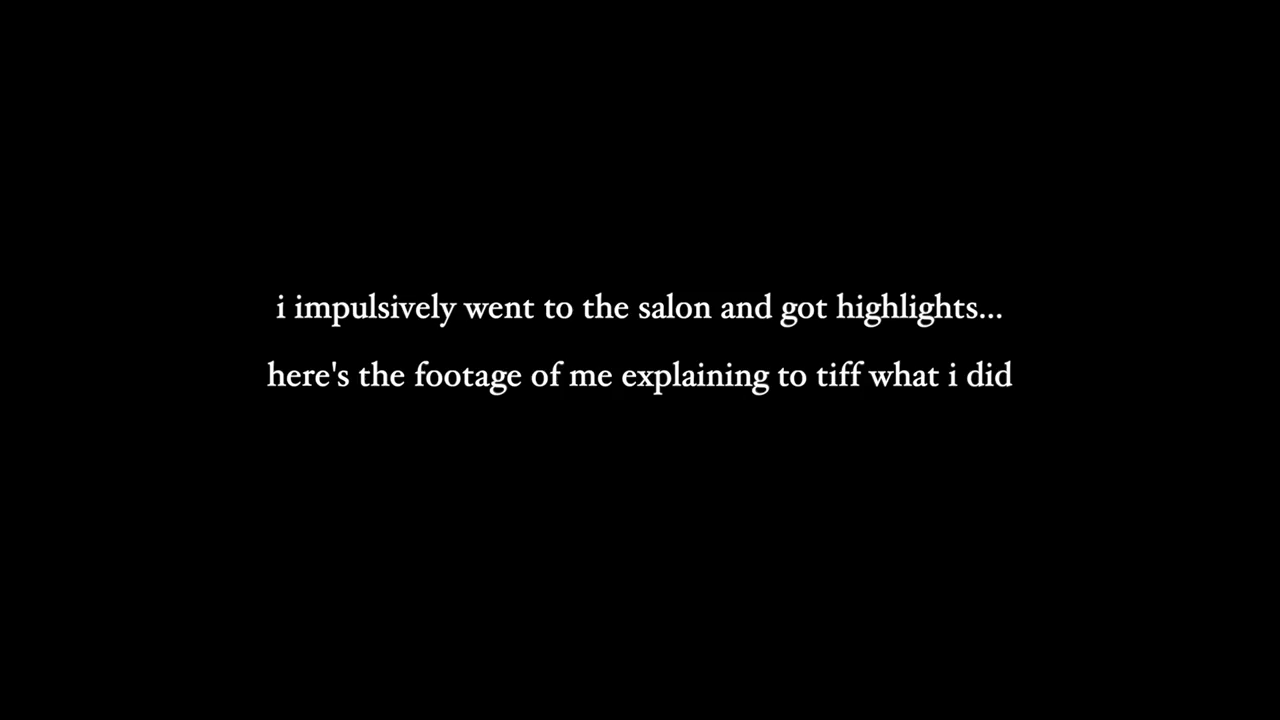 i impulsively went to the salon and got highlights...
here's the footage of me explaining to tiff what i did